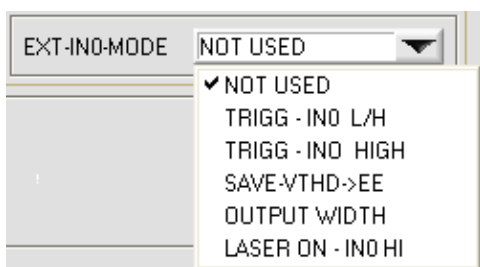 EXT-IN0-MODE NOT USED
✔NOT USED
TRIGG - IN0 L/H
TRIGG - IN0 HIGH
SAVE-VTHD->EE
OUTPUT WIDTH
LASER ON - IN0 HI